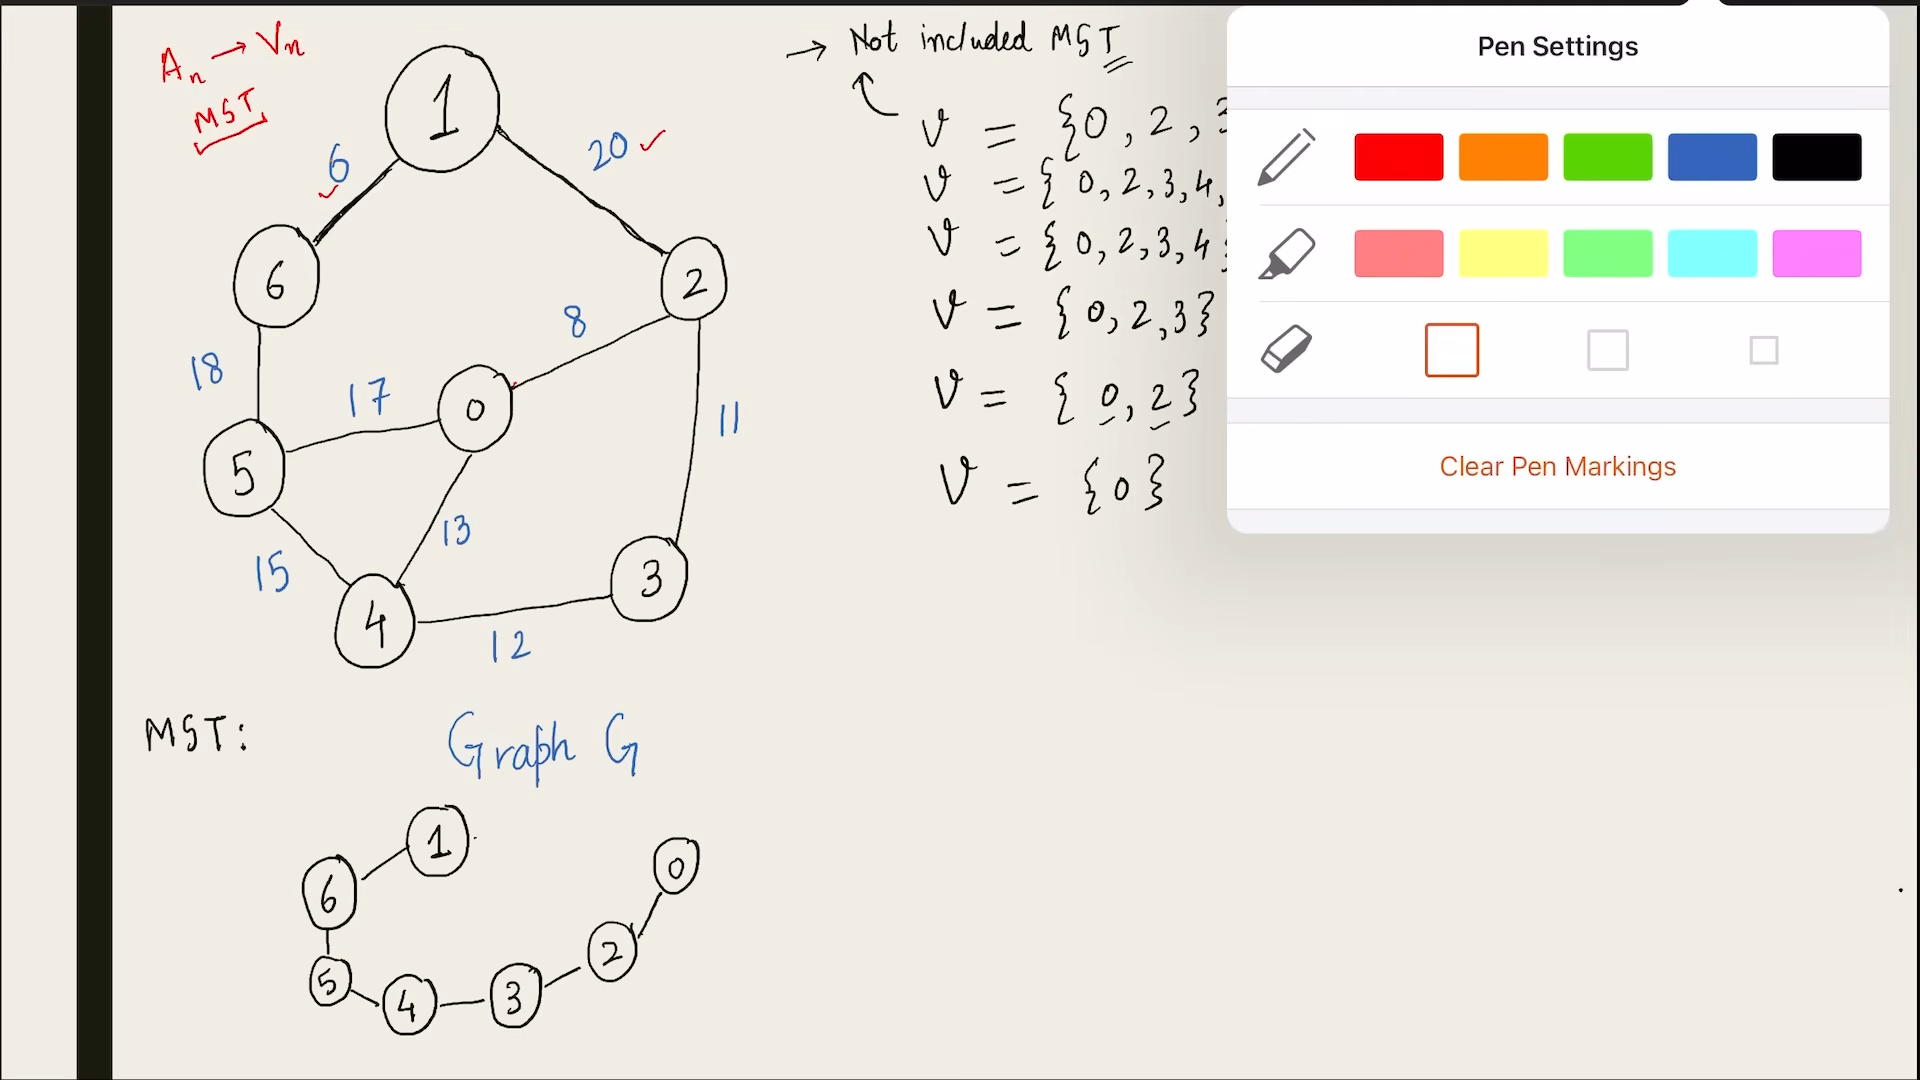 Aₙ → Vₙ
MST
1
6
20
6
2
8
18
17
0
11
5
13
15
3
4
12
→ Not included MST
V = {0, 2, 3
V = { 0, 2, 3, 4,
V = { 0, 2, 3, 4 }
V = { 0, 2, 3 }
V = { 0, 2 }
V = { 0 }
Pen Settings
Clear Pen Markings
MST:
Graph G
1
0
6
2
5
4
3